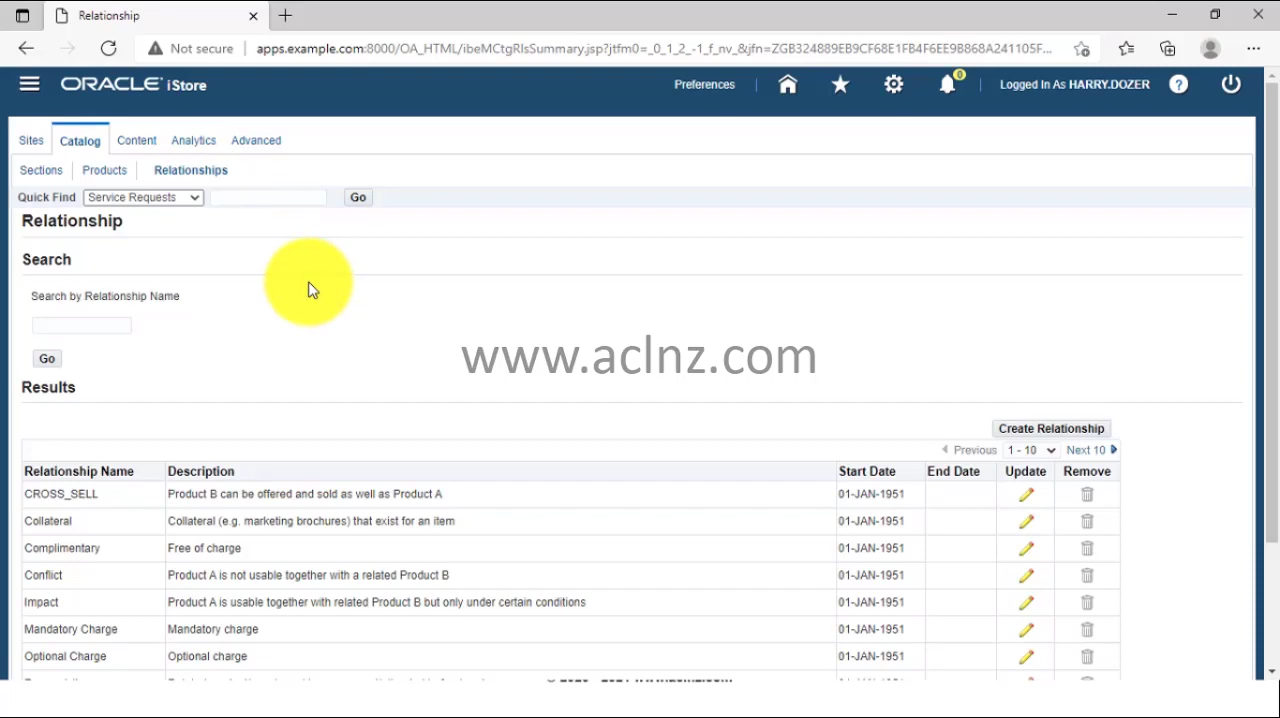 Relationship
Not secure
apps.example.com:8000/OA_HTML/ibeMCtgRlsSummary.jsp?jtfm0=_0_1_2_-1_f_nv_&jfn=ZGB324889EB9CF68E1FB4F6EE9B868A241105F...
ORACLE iStore
Preferences
0
Logged In As HARRY.DOZER
?
Sites Catalog Content Analytics Advanced
Sections Products Relationships
Quick Find Service Requests Go
Relationship
Search
Search by Relationship Name
www.aclnz.com
Go
Results
Create Relationship
Previous 1 - 10 Next 10
Relationship Name Description Start Date End Date Update Remove
CROSS_SELL Product B can be offered and sold as well as Product A 01-JAN-1951
Collateral Collateral (e.g. marketing brochures) that exist for an item 01-JAN-1951
Complimentary Free of charge 01-JAN-1951
Conflict Product A is not usable together with a related Product B 01-JAN-1951
Impact Product A is usable together with related Product B but only under certain conditions 01-JAN-1951
Mandatory Charge Mandatory charge 01-JAN-1951
Optional Charge Optional charge 01-JAN-1951